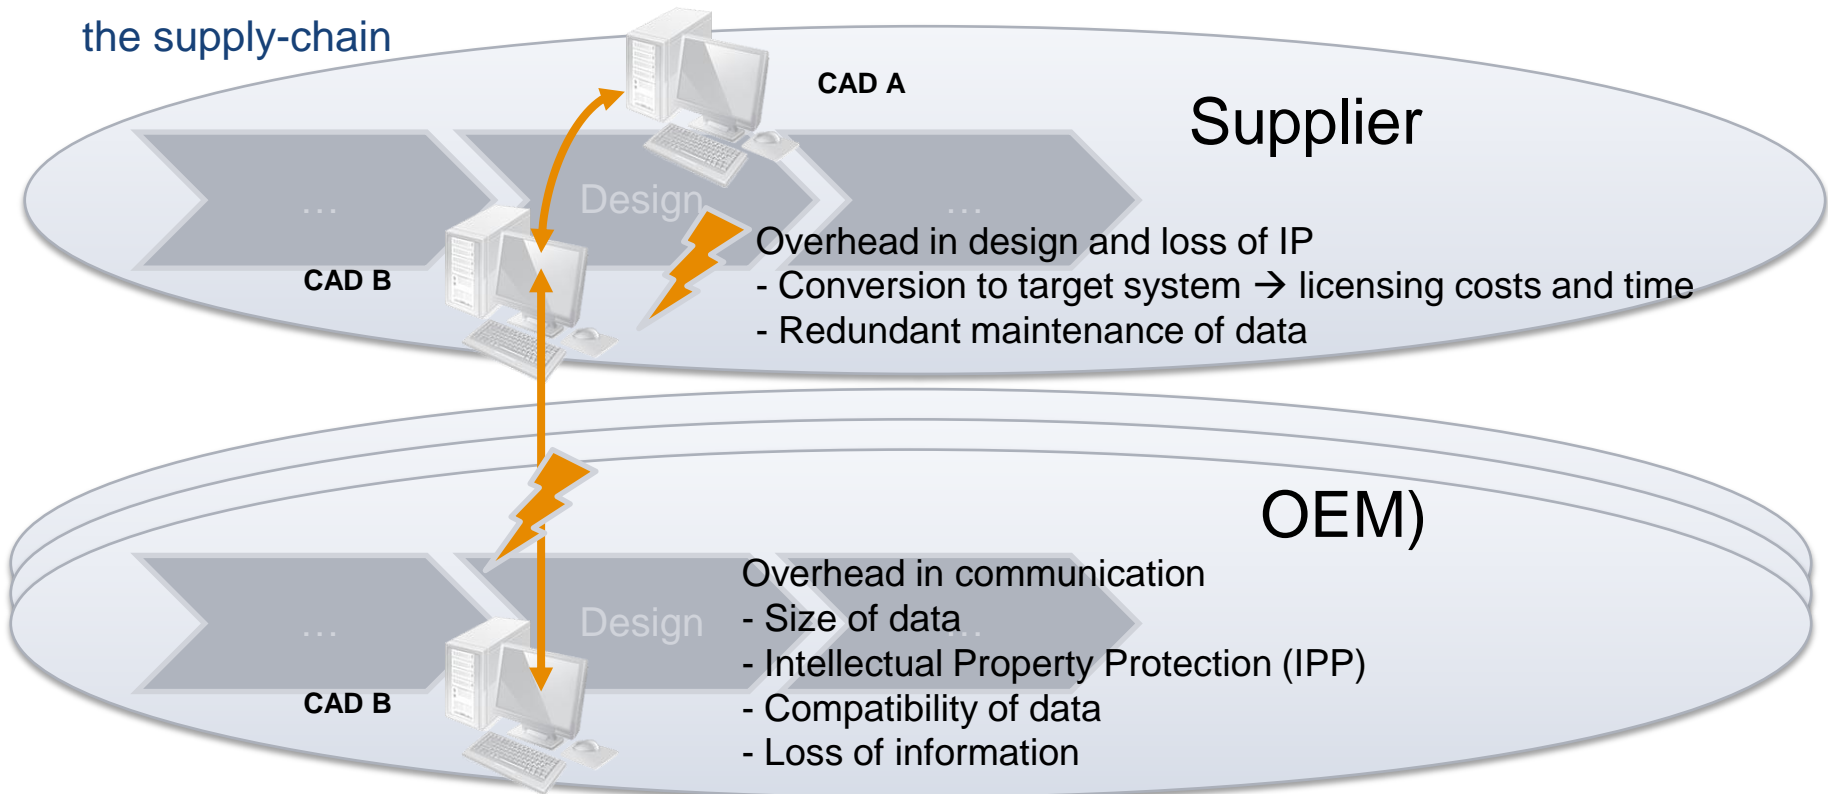 the supply-chain
CAD A
Supplier
… Design …
Overhead in design and loss of IP
CAD B
- Conversion to target system → licensing costs and time
- Redundant maintenance of data
OEM)
Overhead in communication
… Design …
- Size of data
- Intellectual Property Protection (IPP)
CAD B
- Compatibility of data
- Loss of information